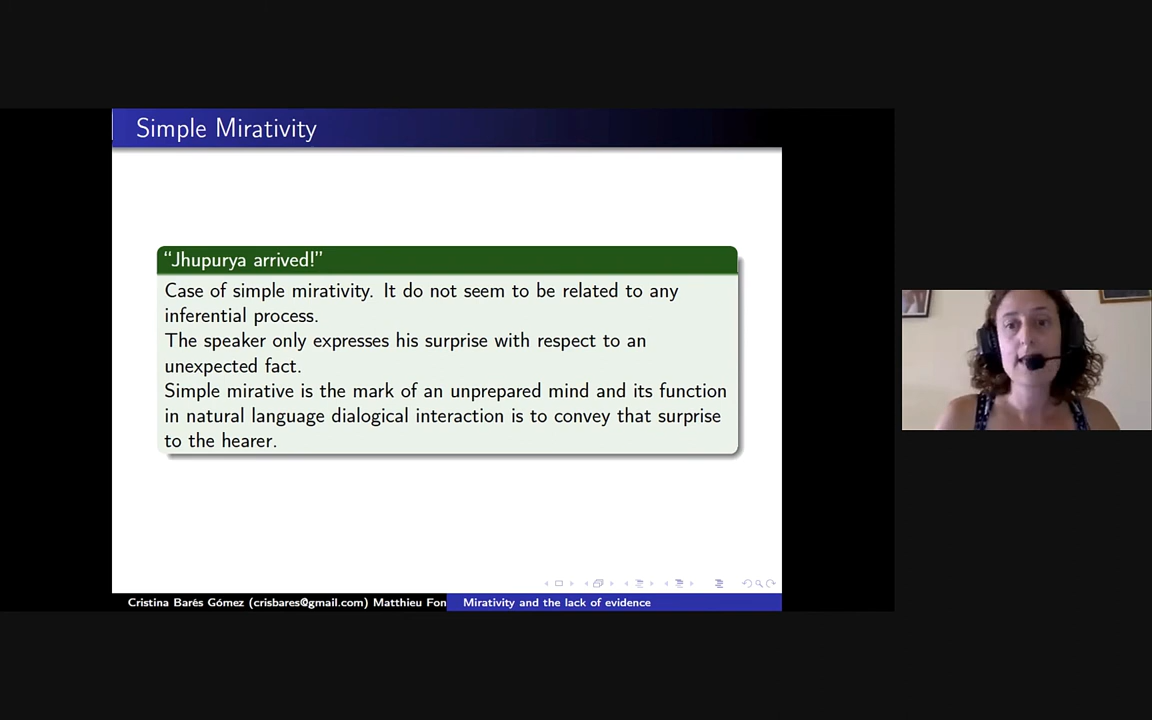 Simple Mirativity
“Jhupurya arrived!”
Case of simple mirativity. It do not seem to be related to any
inferential process.
The speaker only expresses his surprise with respect to an
unexpected fact.
Simple mirative is the mark of an unprepared mind and its function
in natural language dialogical interaction is to convey that surprise
to the hearer.
Cristina Barés Gómez (crisbares@gmail.com) Matthieu Fon
Mirativity and the lack of evidence